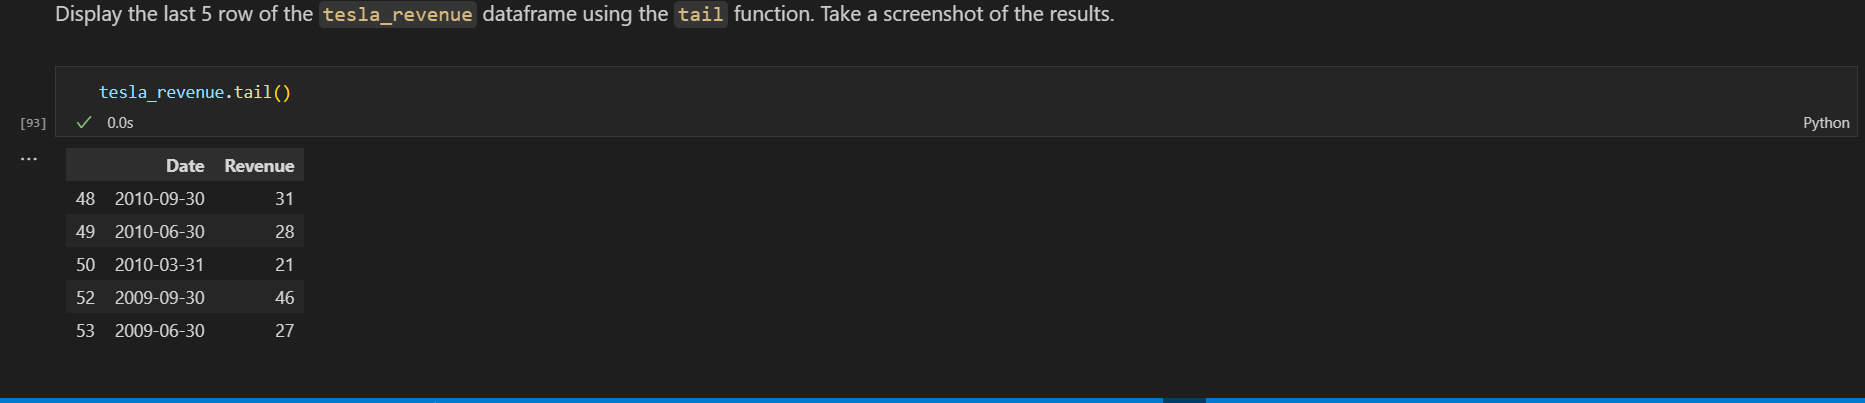 Display the last 5 row of the tesla_revenue dataframe using the tail function. Take a screenshot of the results.
tesla_revenue.tail()
[93] ✓ 0.0s Python
...
Date Revenue
48 2010-09-30 31
49 2010-06-30 28
50 2010-03-31 21
52 2009-09-30 46
53 2009-06-30 27